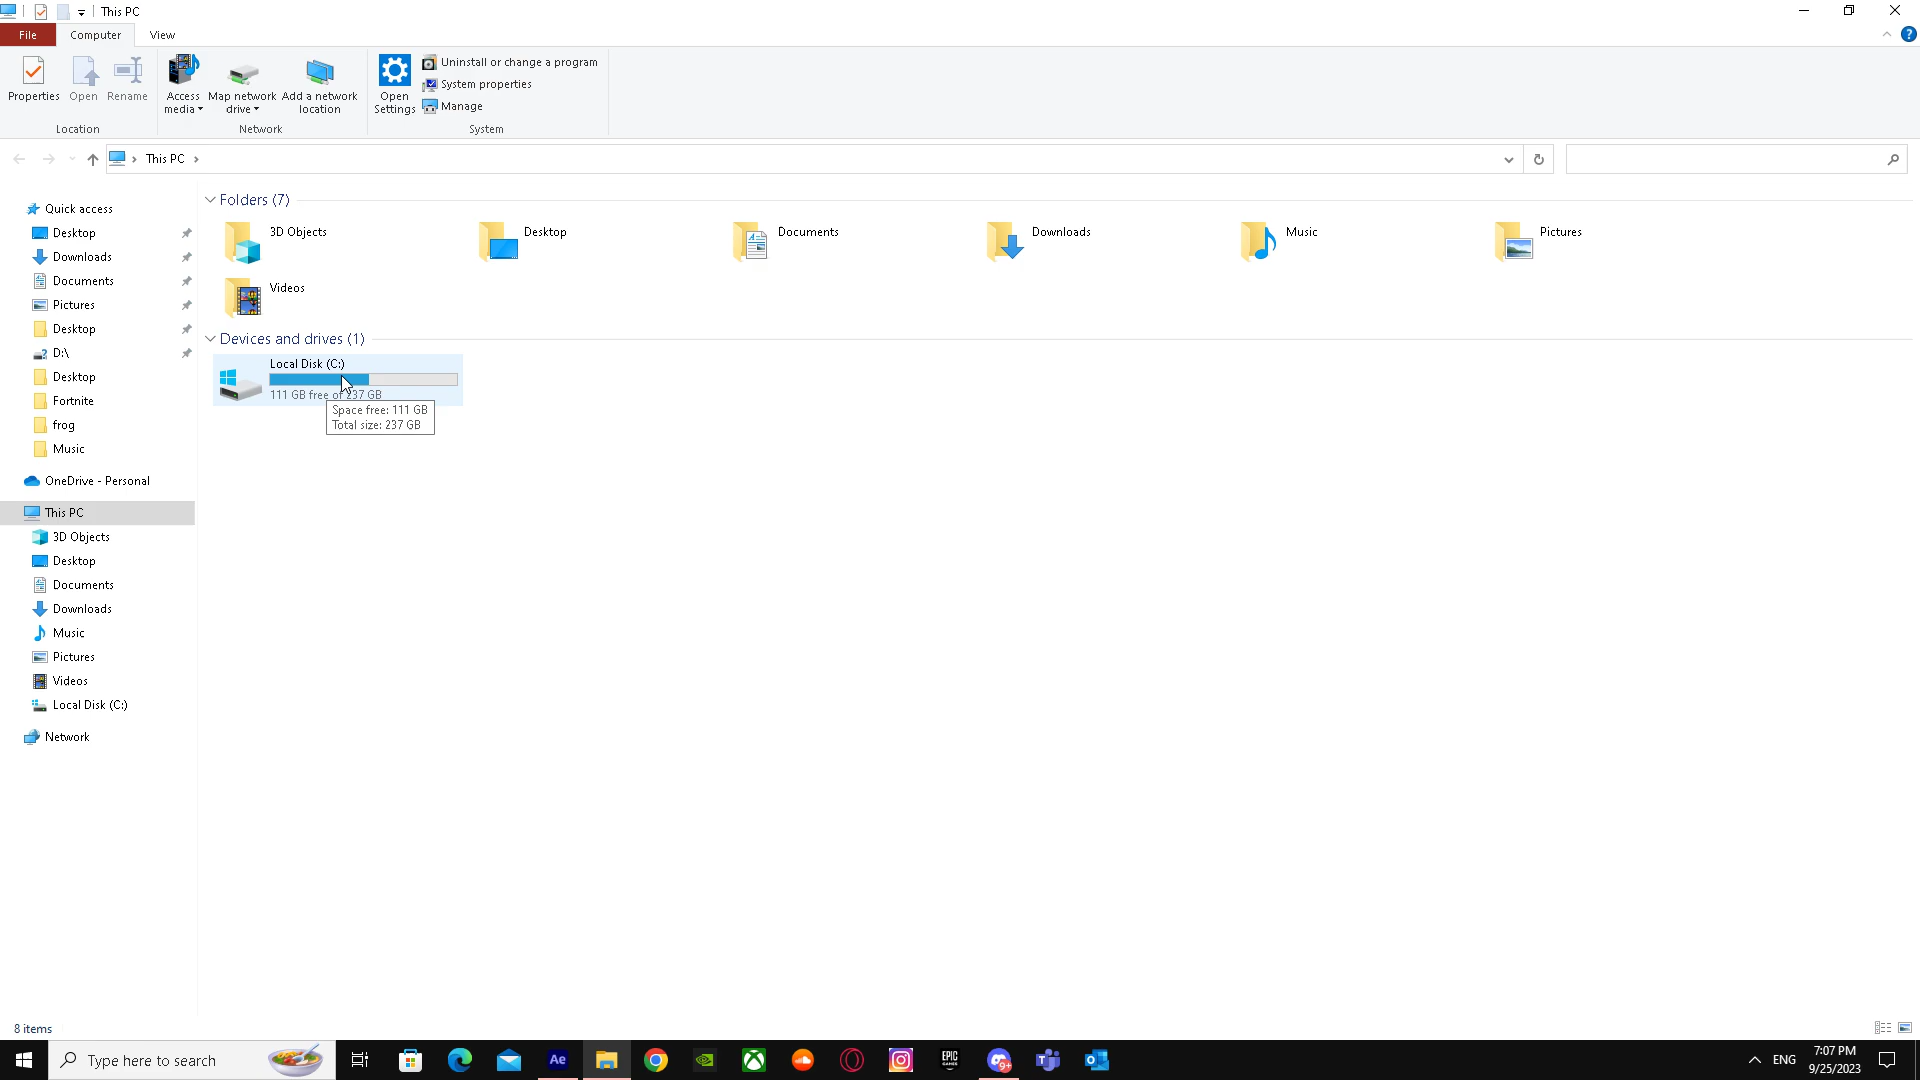 This PC
File Computer View
Properties Open Rename Access media Map network drive Add a network location Open Settings Uninstall or change a program
System properties
Manage
Location Network System
This PC
Quick access
Desktop
Downloads
Documents
Pictures
Desktop
D:\
Desktop
Fortnite
frog
Music
OneDrive - Personal
This PC
3D Objects
Desktop
Documents
Downloads
Music
Pictures
Videos
Local Disk (C:)
Network
Folders (7)
3D Objects Desktop Documents Downloads Music Pictures
Videos
Devices and drives (1)
Local Disk (C:)
111 GB free of 237 GB
Space free: 111 GB
Total size: 237 GB
8 items
Type here to search Ae EPIC GAMES 9+ ENG 7:07 PM
9/25/2023